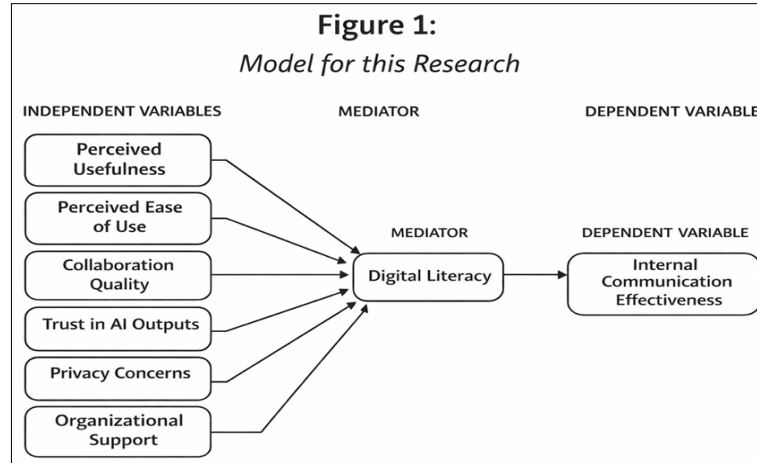 Figure 1:
Model for this Research
INDEPENDENT VARIABLES
MEDIATOR
DEPENDENT VARIABLE
Perceived
Usefulness
Perceived Ease
of Use
Collaboration
Quality
Trust in AI Outputs
Privacy Concerns
Organizational
Support
MEDIATOR
Digital Literacy
DEPENDENT VARIABLE
Internal
Communication
Effectiveness